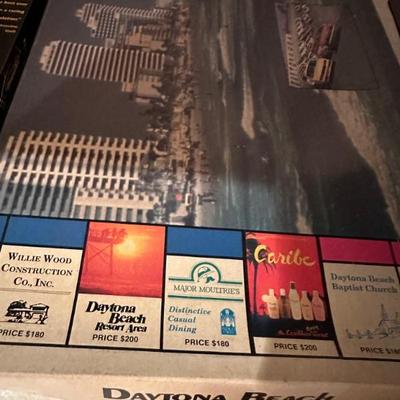 WILLIE WOOD
CONSTRUCTION
CO., INC.
PRICE $180
Daytona
Beach
Resort Area
PRICE $200
MAJOR MOULTRIE'S
Distinctive
Casual
Dining
PRICE $180
Caribe
PRICE $200
Daytona Beach
Baptist Church
PRICE
DAYTONA BEACH